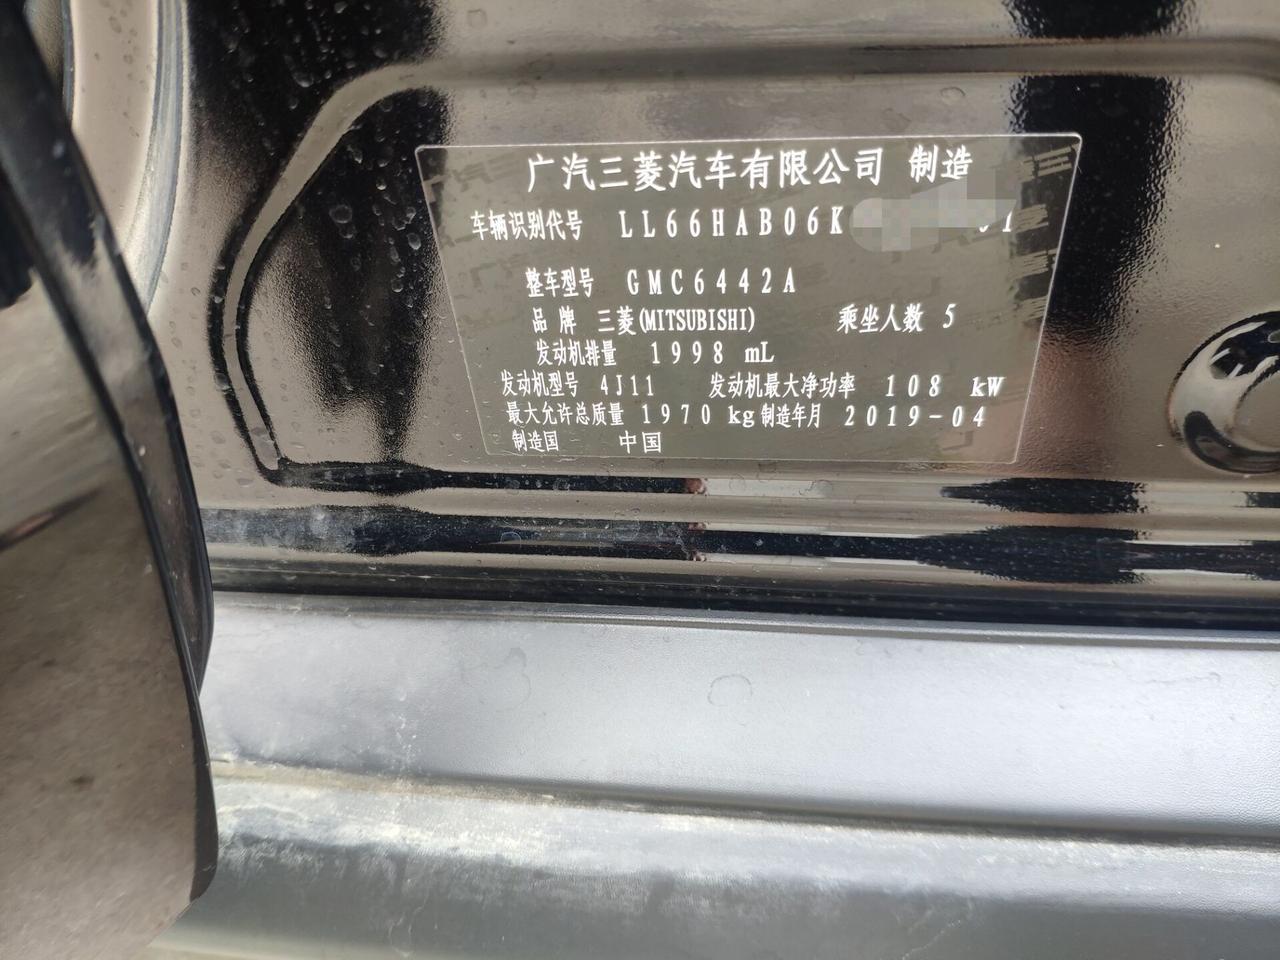 广汽三菱汽车有限公司 制造
车辆识别代号 LL66HAB06K
整车型号 GMC6442A
品牌 三菱(MITSUBISHI) 乘坐人数 5
发动机排量 1998 mL
发动机型号 4J11 发动机最大净功率 108 kW
最大允许总质量 1970 kg 制造年月 2019-04
制造国 中国